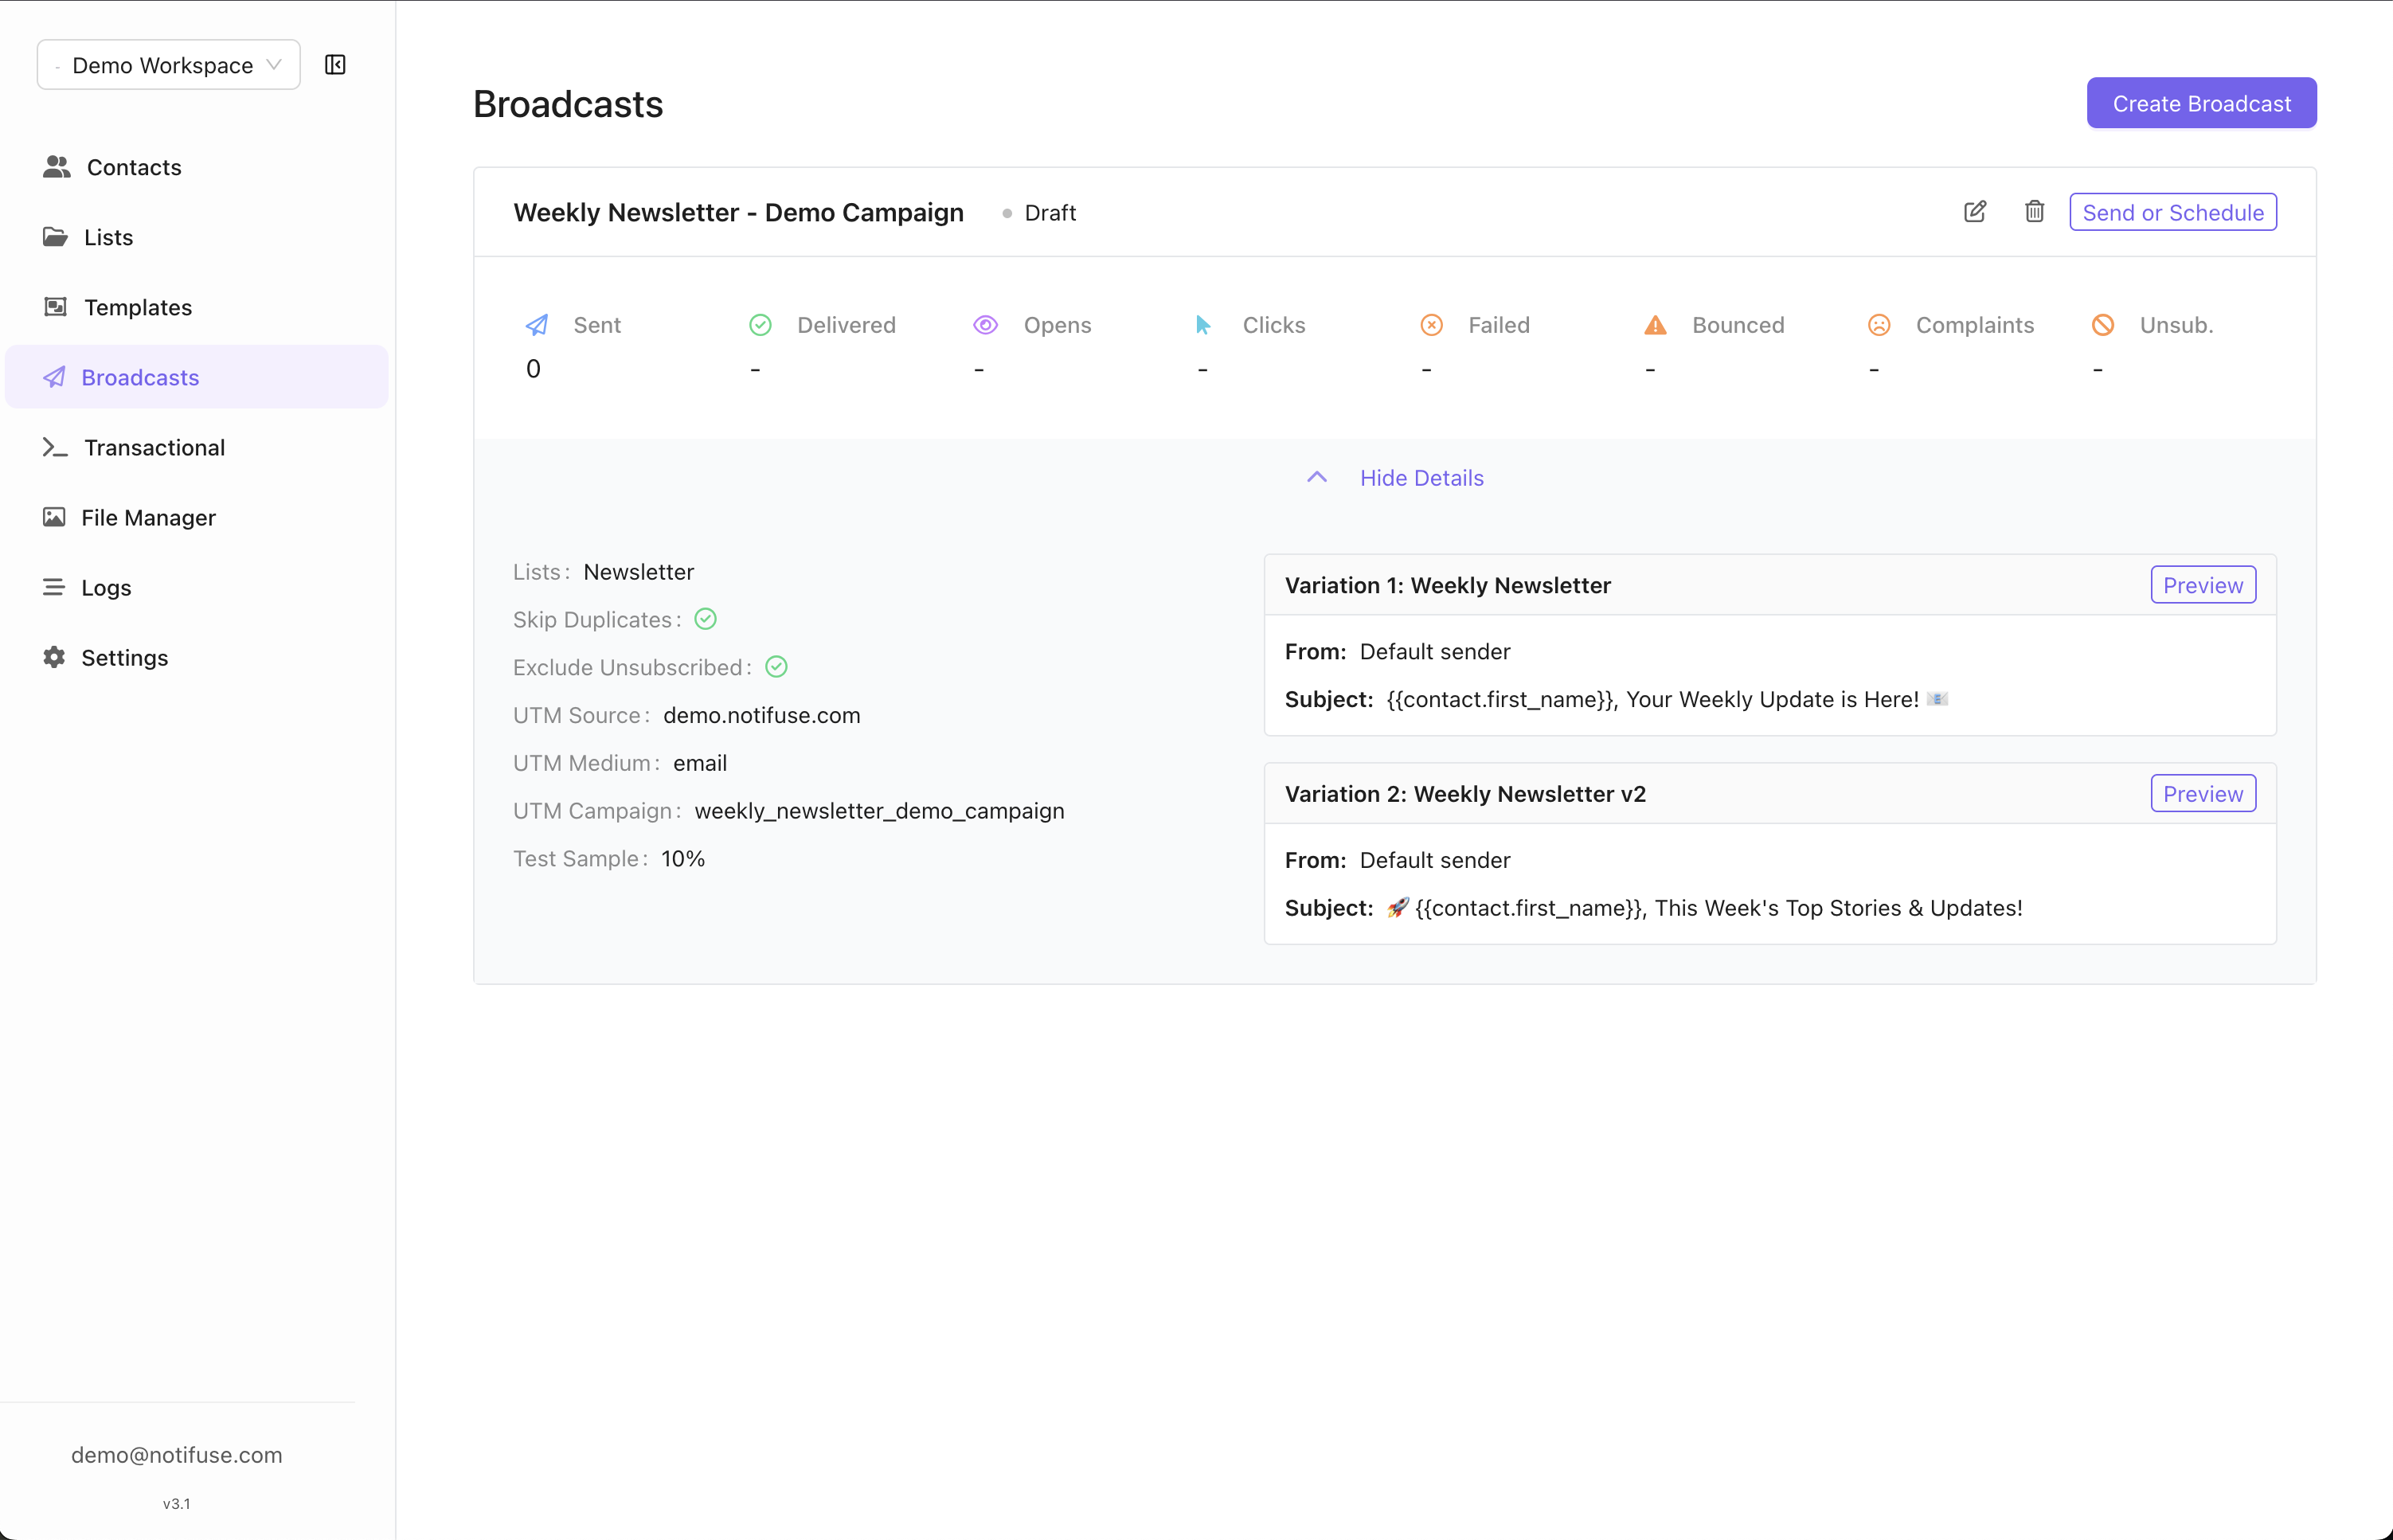 - Demo Workspace
Contacts
Lists
Templates
Broadcasts
Transactional
File Manager
Logs
Settings
demo@notifuse.com
v3.1
Broadcasts
Create Broadcast
Weekly Newsletter - Demo Campaign
Draft
Send or Schedule
Sent
0
Delivered
-
Opens
-
Clicks
-
Failed
-
Bounced
-
Complaints
-
Unsub.
-
Hide Details
Lists: Newsletter
Skip Duplicates:
Exclude Unsubscribed:
UTM Source: demo.notifuse.com
UTM Medium: email
UTM Campaign: weekly_newsletter_demo_campaign
Test Sample: 10%
Variation 1: Weekly Newsletter
Preview
From: Default sender
Subject: {{contact.first_name}}, Your Weekly Update is Here! 📧
Variation 2: Weekly Newsletter v2
Preview
From: Default sender
Subject: 🚀 {{contact.first_name}}, This Week's Top Stories & Updates!